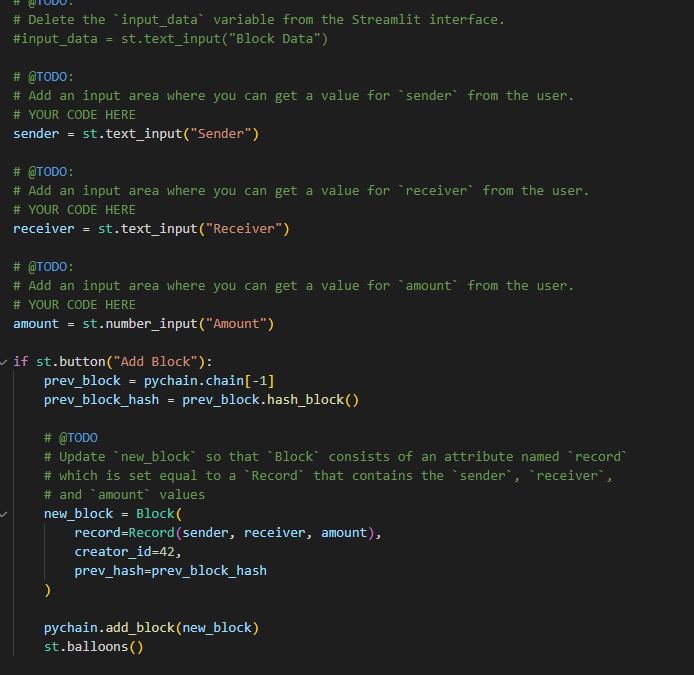 # @TODO:
# Delete the `input_data` variable from the Streamlit interface.
#input_data = st.text_input("Block Data")
# @TODO:
# Add an input area where you can get a value for `sender` from the user.
# YOUR CODE HERE
sender = st.text_input("Sender")
# @TODO:
# Add an input area where you can get a value for `receiver` from the user.
# YOUR CODE HERE
receiver = st.text_input("Receiver")
# @TODO:
# Add an input area where you can get a value for `amount` from the user.
# YOUR CODE HERE
amount = st.number_input("Amount")
if st.button("Add Block"):
    prev_block = pychain.chain[-1]
    prev_block_hash = prev_block.hash_block()
    # @TODO
    # Update `new_block` so that `Block` consists of an attribute named `record`
    # which is set equal to a `Record` that contains the `sender`, `receiver`,
    # and `amount` values
    new_block = Block(
        record=Record(sender, receiver, amount),
        creator_id=42,
        prev_hash=prev_block_hash
    )
    pychain.add_block(new_block)
    st.balloons()